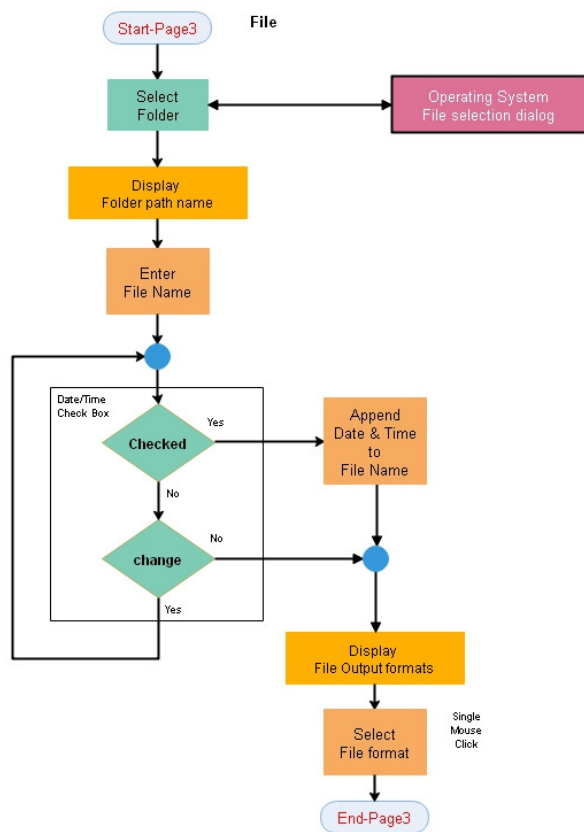 File
Start-Page3
Select
Folder
Operating System
File selection dialog
Display
Folder path name
Enter
File Name
Date/Time
Check Box
Checked
Yes
Append
Date & Time
to
File Name
No
change
No
Yes
Display
File Output formats
Select
File format
Single
Mouse
Click
End-Page3